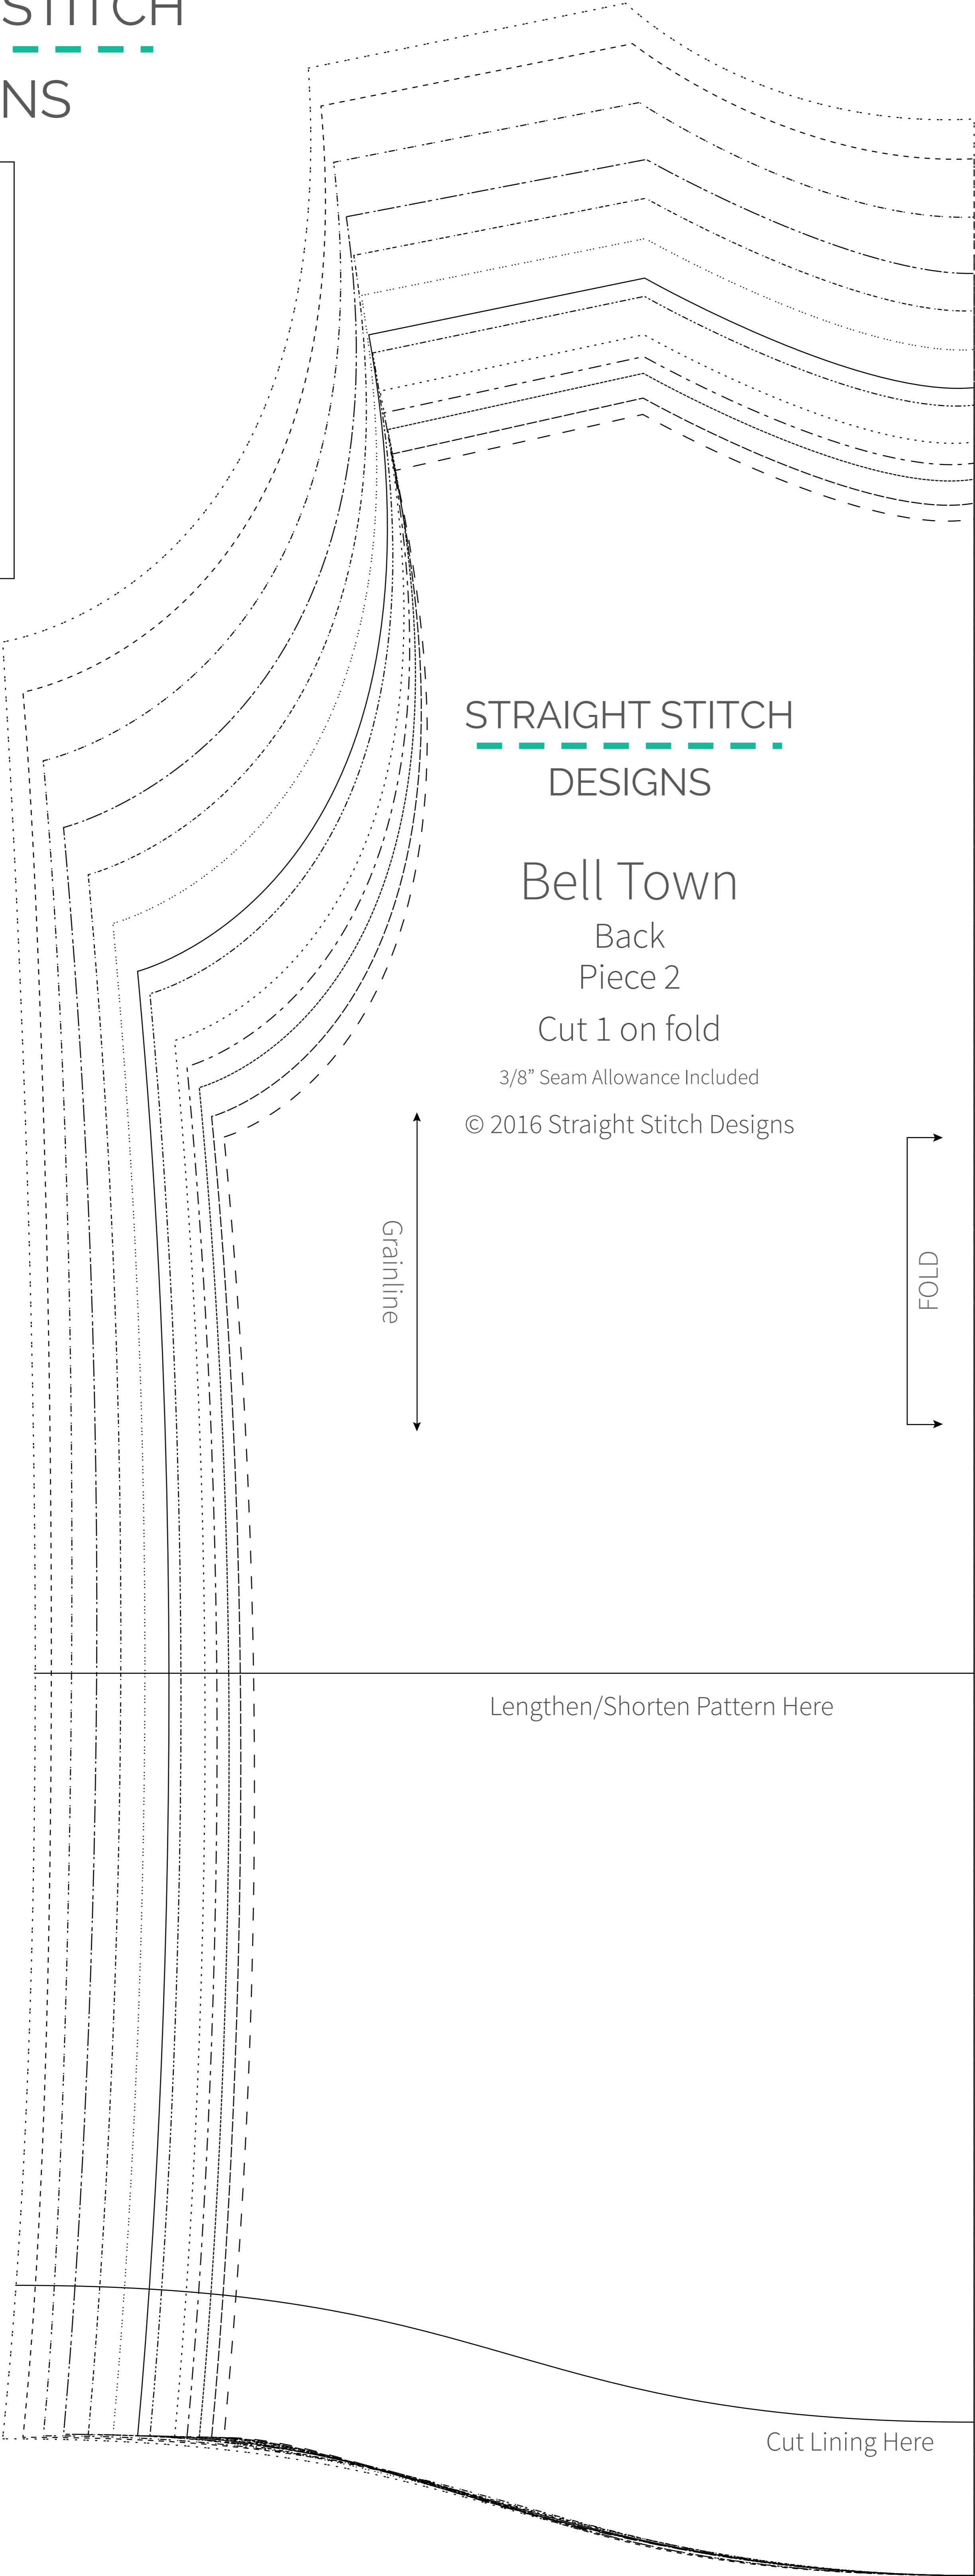 STITCH
NS
STRAIGHT STITCH
DESIGNS
Bell Town
Back
Piece 2
Cut 1 on fold
3/8” Seam Allowance Included
© 2016 Straight Stitch Designs
Grainline
FOLD
Lengthen/Shorten Pattern Here
Cut Lining Here